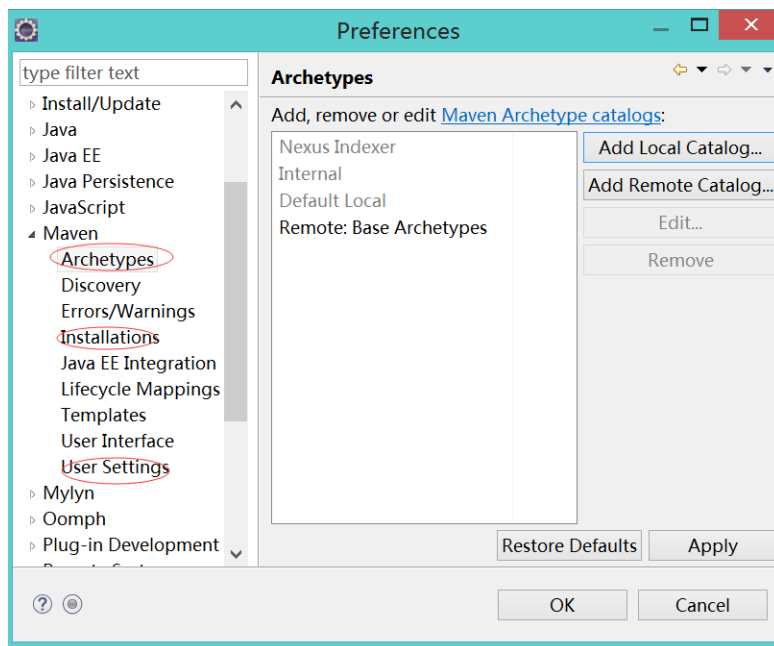 Preferences
type filter text
Install/Update
Java
Java EE
Java Persistence
JavaScript
Maven
Archetypes
Discovery
Errors/Warnings
Installations
Java EE Integration
Lifecycle Mappings
Templates
User Interface
User Settings
Mylyn
Oomph
Plug-in Development
Archetypes
Add, remove or edit Maven Archetype catalogs:
Nexus Indexer
Internal
Default Local
Remote: Base Archetypes
Add Local Catalog...
Add Remote Catalog...
Edit...
Remove
Restore Defaults
Apply
OK
Cancel